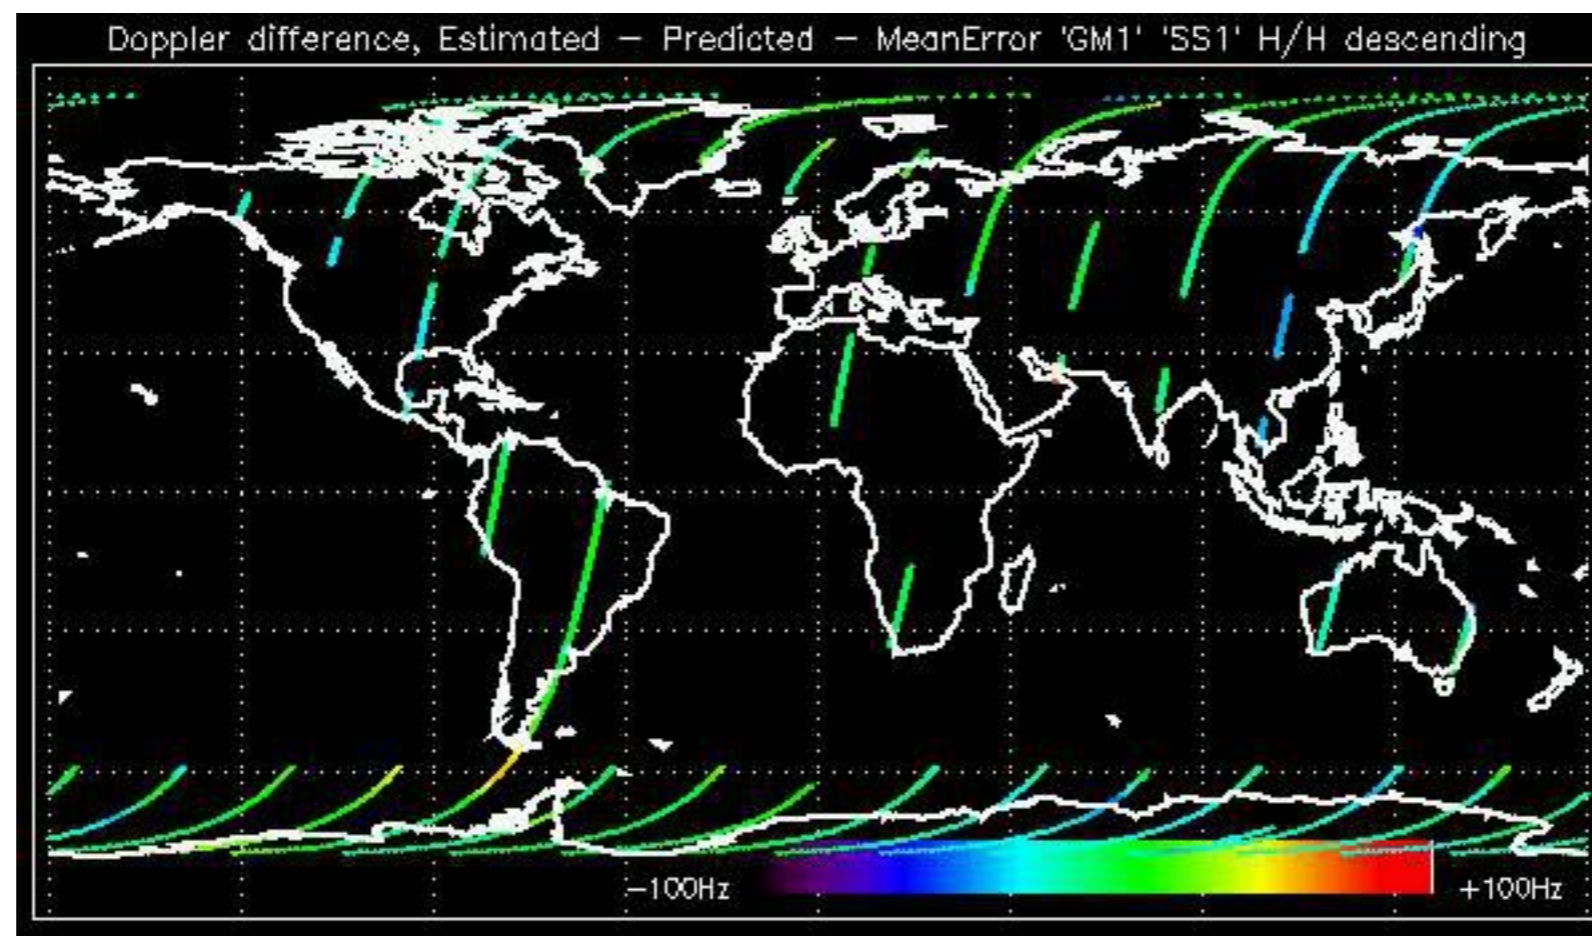 Doppler difference, Estimated – Predicted – MeanError 'GM1' 'SS1' H/H descending
–100Hz +100Hz